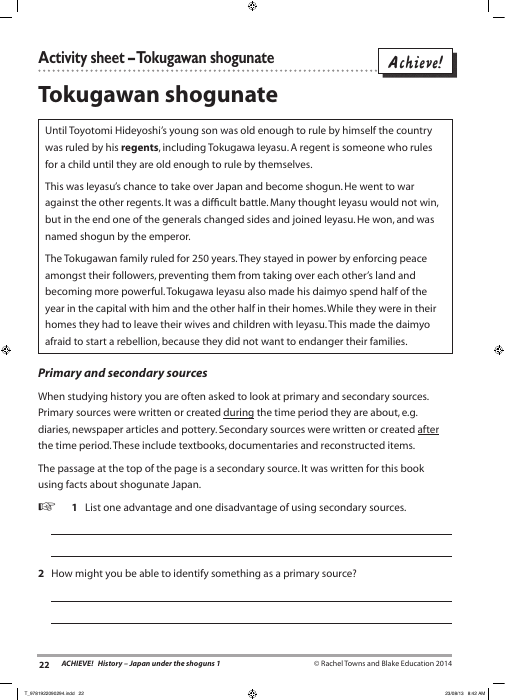 Activity sheet – Tokugawan shogunate
Achieve!
Tokugawan shogunate
Until Toyotomi Hideyoshi's young son was old enough to rule by himself the country
was ruled by his regents, including Tokugawa Ieyasu. A regent is someone who rules
for a child until they are old enough to rule by themselves.
This was Ieyasu's chance to take over Japan and become shogun. He went to war
against the other regents. It was a difficult battle. Many thought Ieyasu would not win,
but in the end one of the generals changed sides and joined Ieyasu. He won, and was
named shogun by the emperor.
The Tokugawan family ruled for 250 years. They stayed in power by enforcing peace
amongst their followers, preventing them from taking over each other's land and
becoming more powerful. Tokugawa Ieyasu also made his daimyo spend half of the
year in the capital with him and the other half in their homes. While they were in their
homes they had to leave their wives and children with Ieyasu. This made the daimyo
afraid to start a rebellion, because they did not want to endanger their families.
Primary and secondary sources
When studying history you are often asked to look at primary and secondary sources.
Primary sources were written or created during the time period they are about, e.g.
diaries, newspaper articles and pottery. Secondary sources were written or created after
the time period. These include textbooks, documentaries and reconstructed items.
The passage at the top of the page is a secondary source. It was written for this book
using facts about shogunate Japan.
1 List one advantage and one disadvantage of using secondary sources.
2 How might you be able to identify something as a primary source?
22 ACHIEVE! History – Japan under the shoguns 1 © Rachel Towns and Blake Education 2014
T_9781922090294.indd 22 23/08/13 8:42 AM